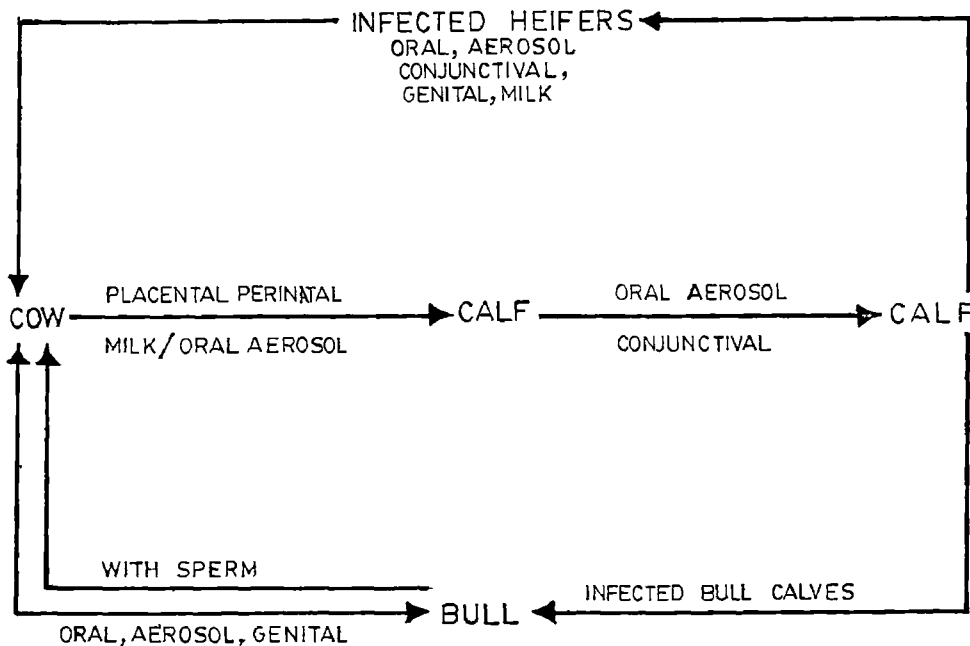 INFECTED HEIFERS
ORAL, AEROSOL
CONJUNCTIVAL,
GENITAL, MILK
PLACENTAL PERINATAL
ORAL AEROSOL
COW
CALF
CALF
MILK/ORAL AEROSOL
CONJUNCTIVAL
WITH SPERM
INFECTED BULL CALVES
BULL
ORAL, AEROSOL, GENITAL